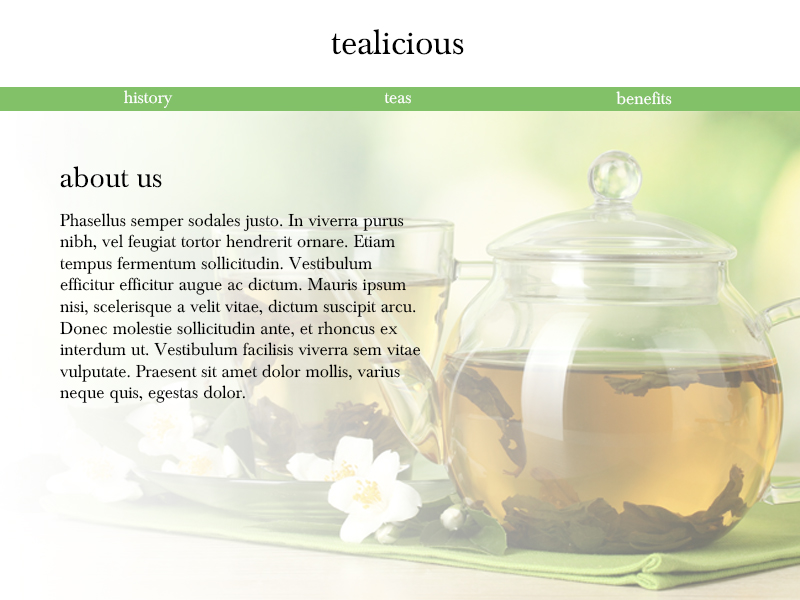 tealicious
history teas benefits
about us
Phasellus semper sodales justo. In viverra purus
nibh, vel feugiat tortor hendrerit ornare. Etiam
tempus fermentum sollicitudin. Vestibulum
efficitur efficitur augue ac dictum. Mauris ipsum
nisi, scelerisque a velit vitae, dictum suscipit arcu.
Donec molestie sollicitudin ante, et rhoncus ex
interdum ut. Vestibulum facilisis viverra sem vitae
vulputate. Praesent sit amet dolor mollis, varius
neque quis, egestas dolor.